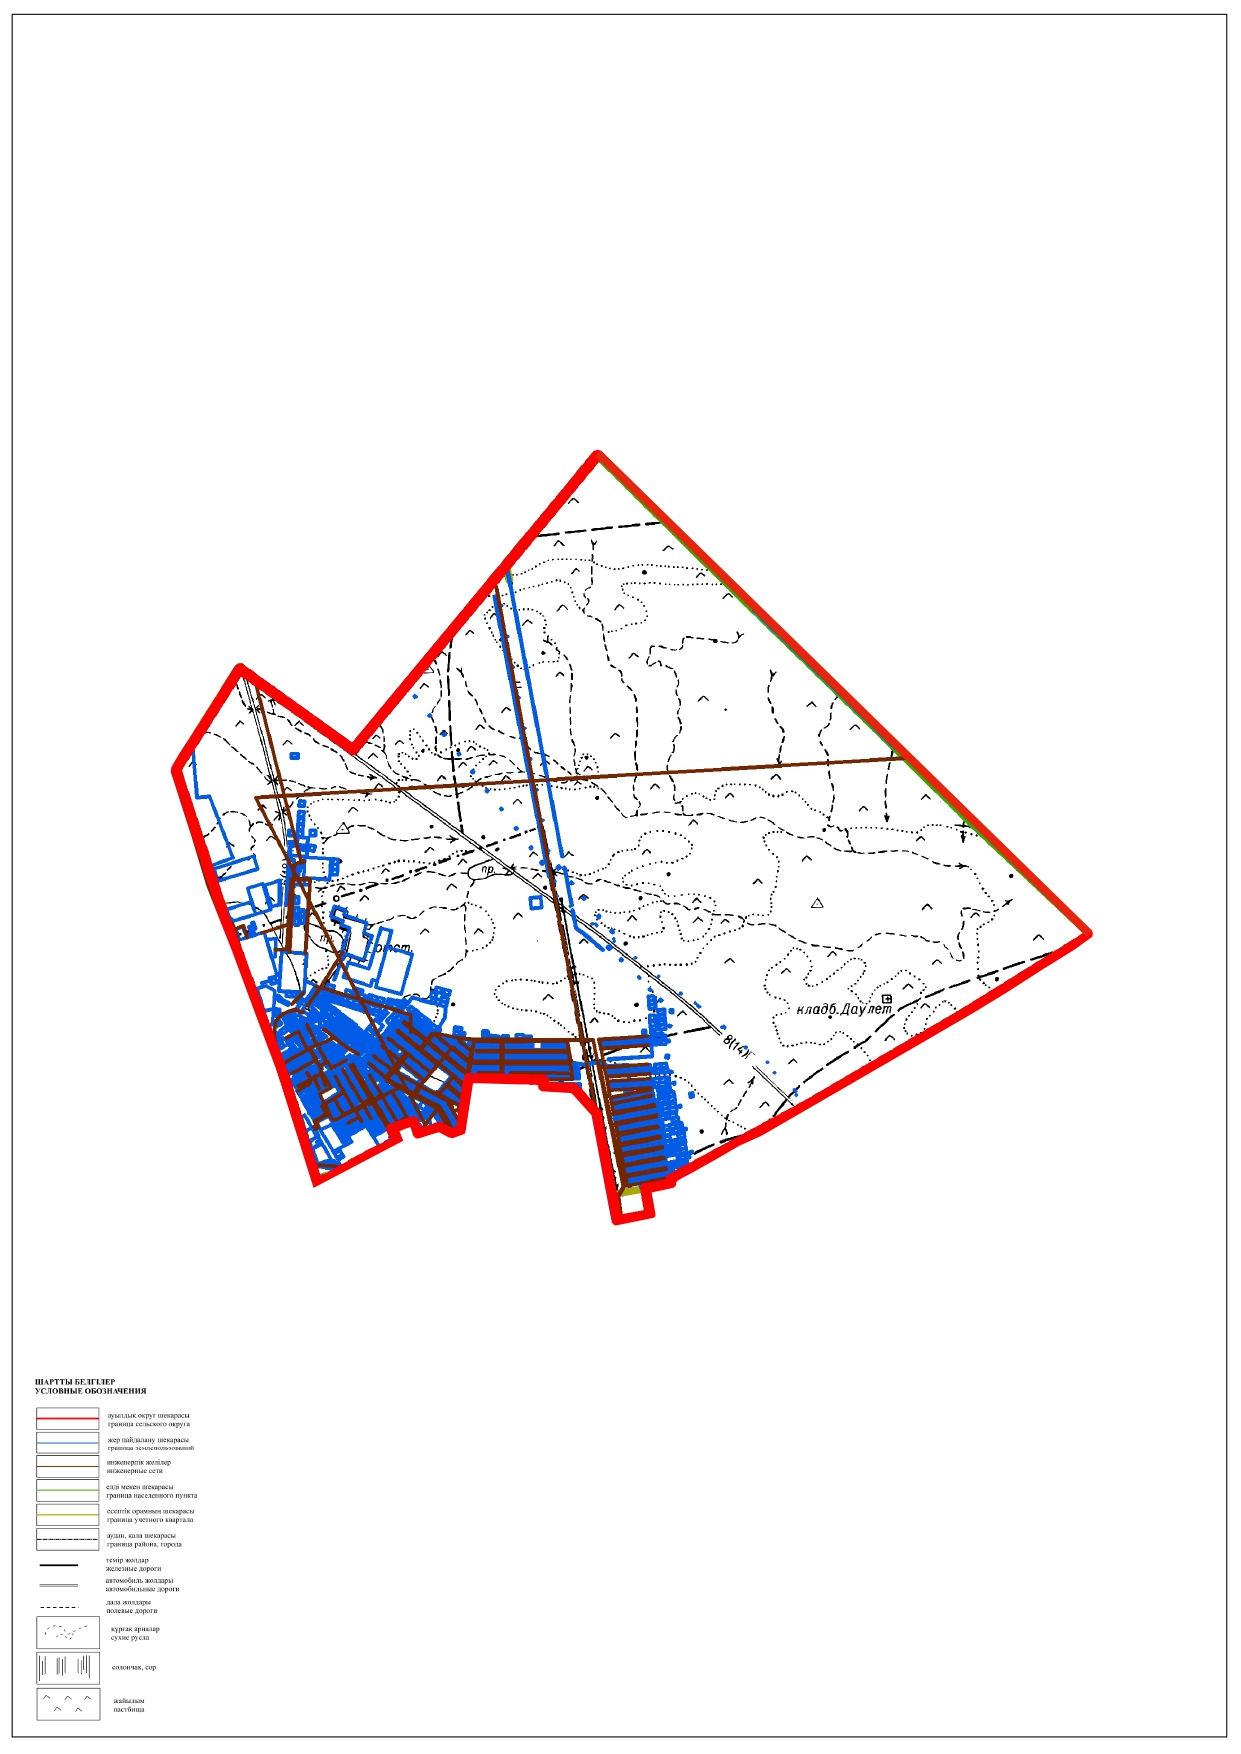 пр.
пр.
отст.
кладб. Даулет
8(14)
ШАРТТЫ БЕЛГІЛЕР
УСЛОВНЫЕ ОБОЗНАЧЕНИЯ
ауылдық округ шекарасы
граница сельского округа
жер пайдалану шекарасы
граница землепользований
инженерлік желілер
инженерные сети
елді мекен шекарасы
граница населенного пункта
есептік орамның шекарасы
граница учетного квартала
аудан, қала шекарасы
граница района, города
темір жолдар
железные дороги
автомобиль жолдары
автомобильные дороги
дала жолдары
полевые дороги
құрғақ арналар
сухие русла
солончак, сор
жайылым
пастбища